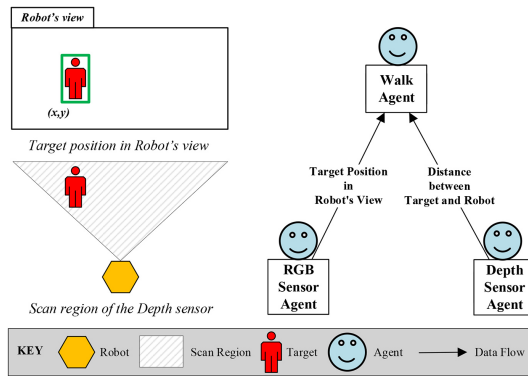 Robot's view
(x,y)
Target position in Robot's view
Scan region of the Depth sensor
Walk
Agent
Target Position
in
Robot's View
Distance
between
Target and Robot
RGB
Sensor
Agent
Depth
Sensor
Agent
KEY
Robot
Scan Region
Target
Agent
Data Flow